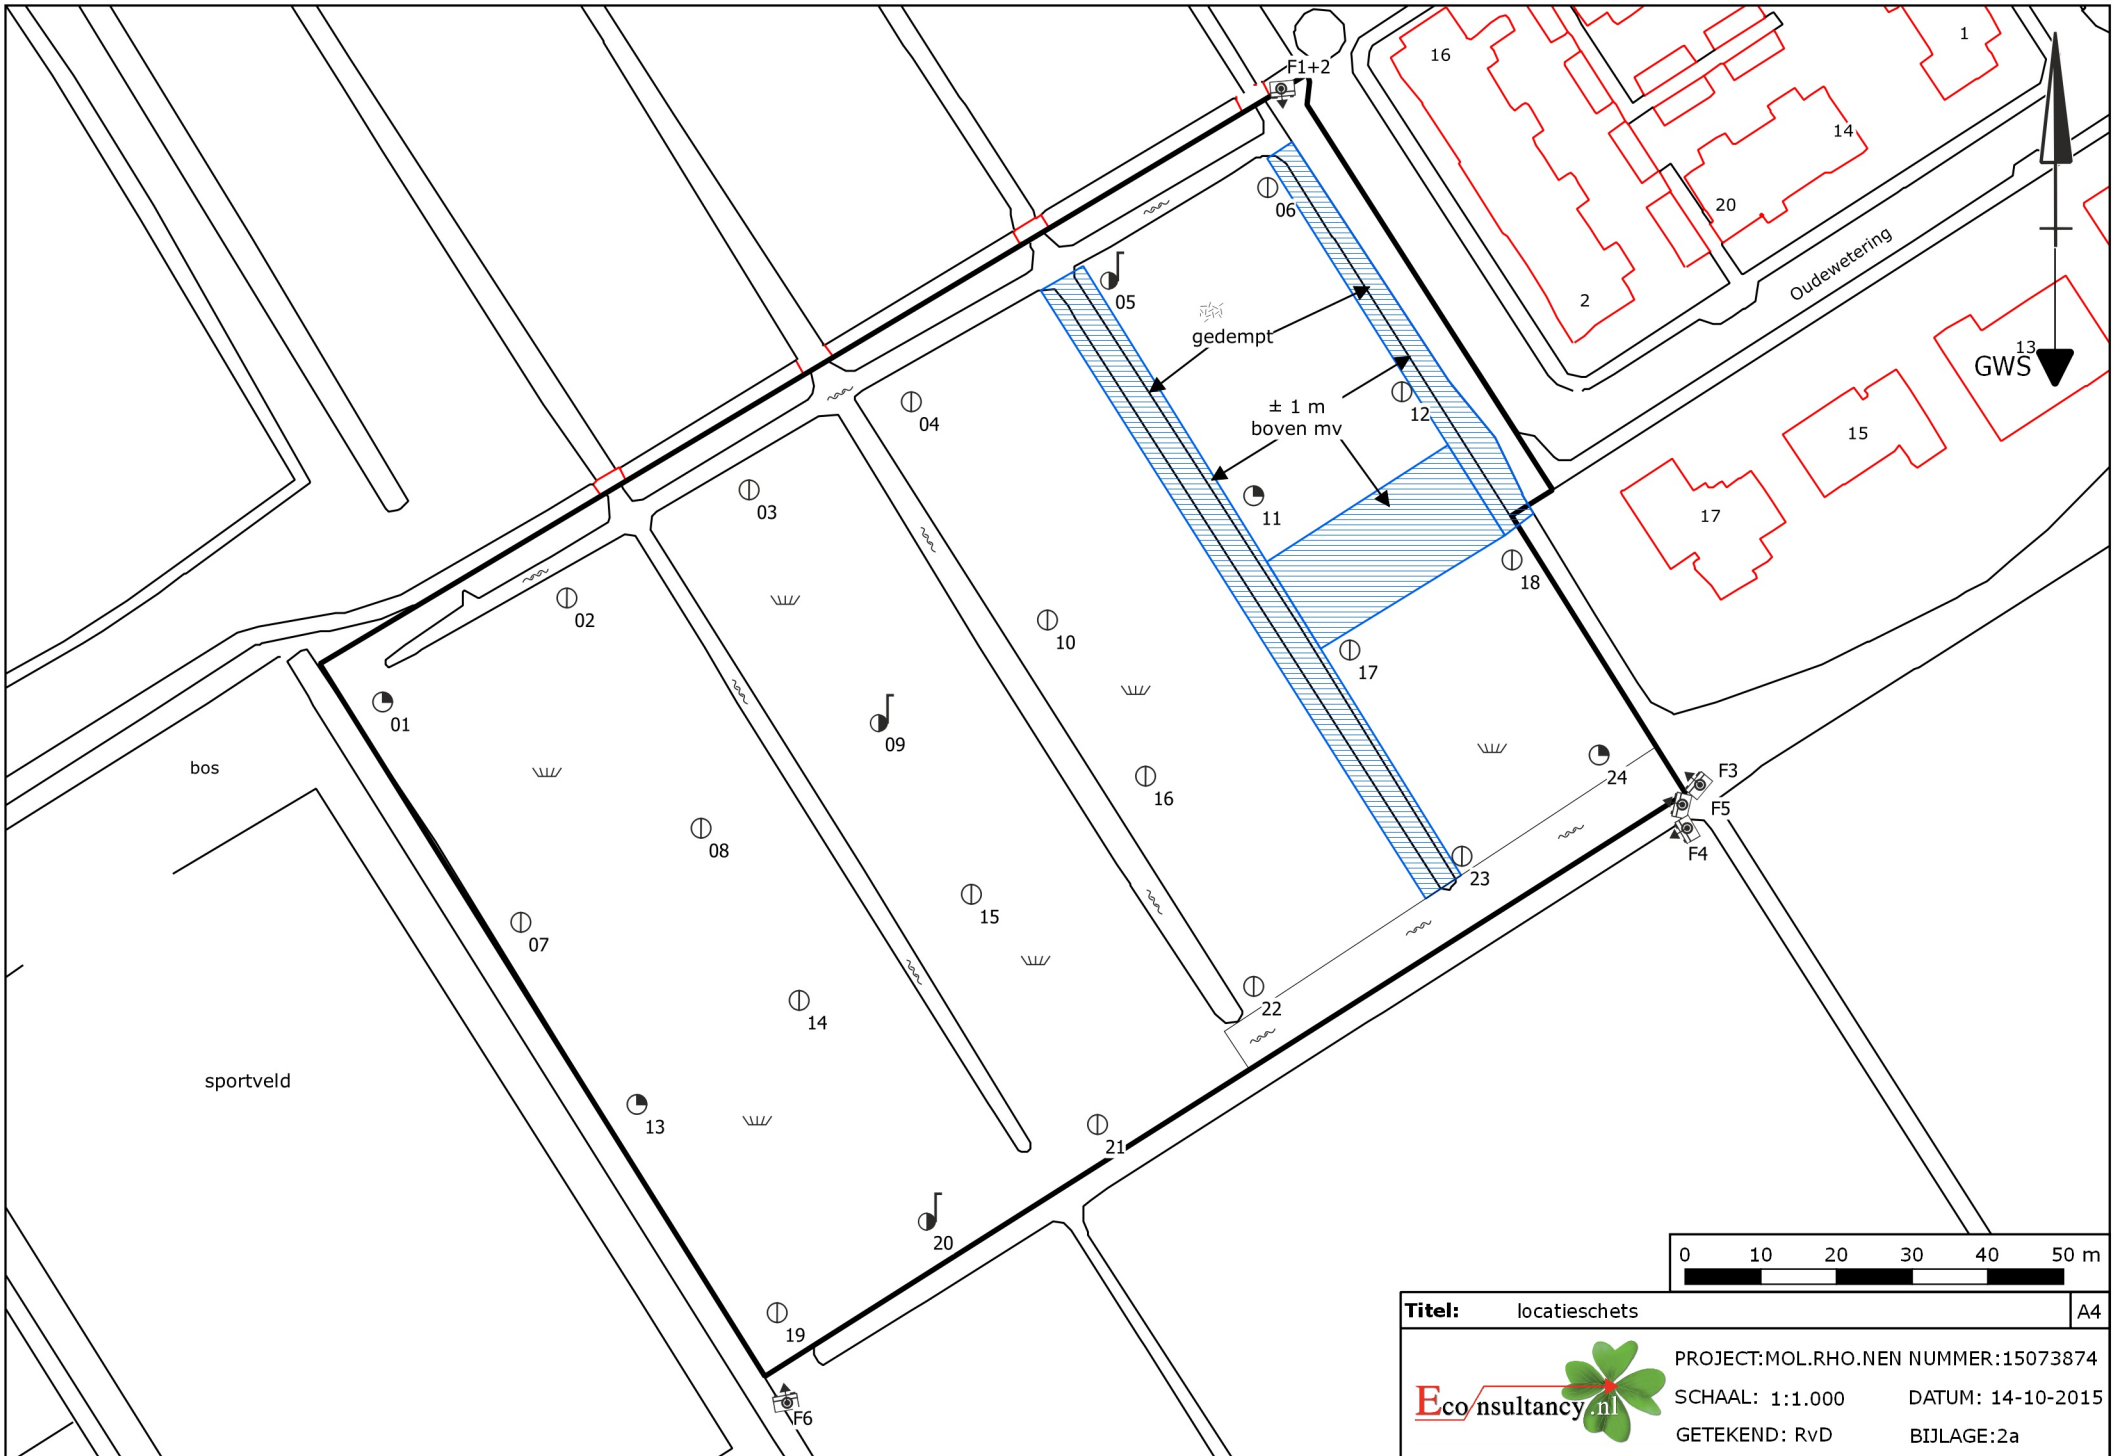 F1+2
16
1
14
20
2
Oudewetering
13
GWS
15
17
06
05
gedempt
± 1 m
boven mv
12
11
04
03
02
01
10
09
18
17
16
24
08
07
15
14
13
23
22
21
20
19
F3
F5
F4
F6
bos
sportveld
0 10 20 30 40 50 m
Titel: locatieschets A4
Econsultancy.nl
PROJECT:MOL.RHO.NEN NUMMER:15073874
SCHAAL: 1:1.000 DATUM: 14-10-2015
GETEKEND: RvD BIJLAGE:2a